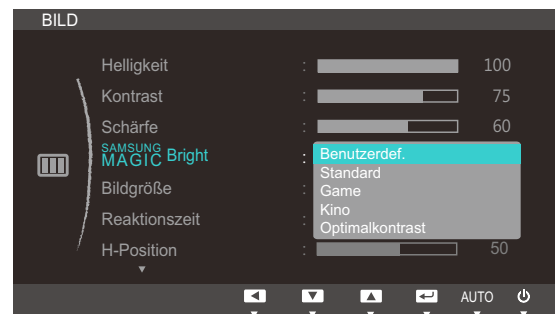 BILD
Helligkeit : 100
Kontrast : 75
Schärfe : 60
SAMSUNG MAGIC Bright : Benutzerdef.
Standard
Game
Kino
Optimalkontrast
Bildgröße :
Reaktionszeit :
H-Position : 50
AUTO